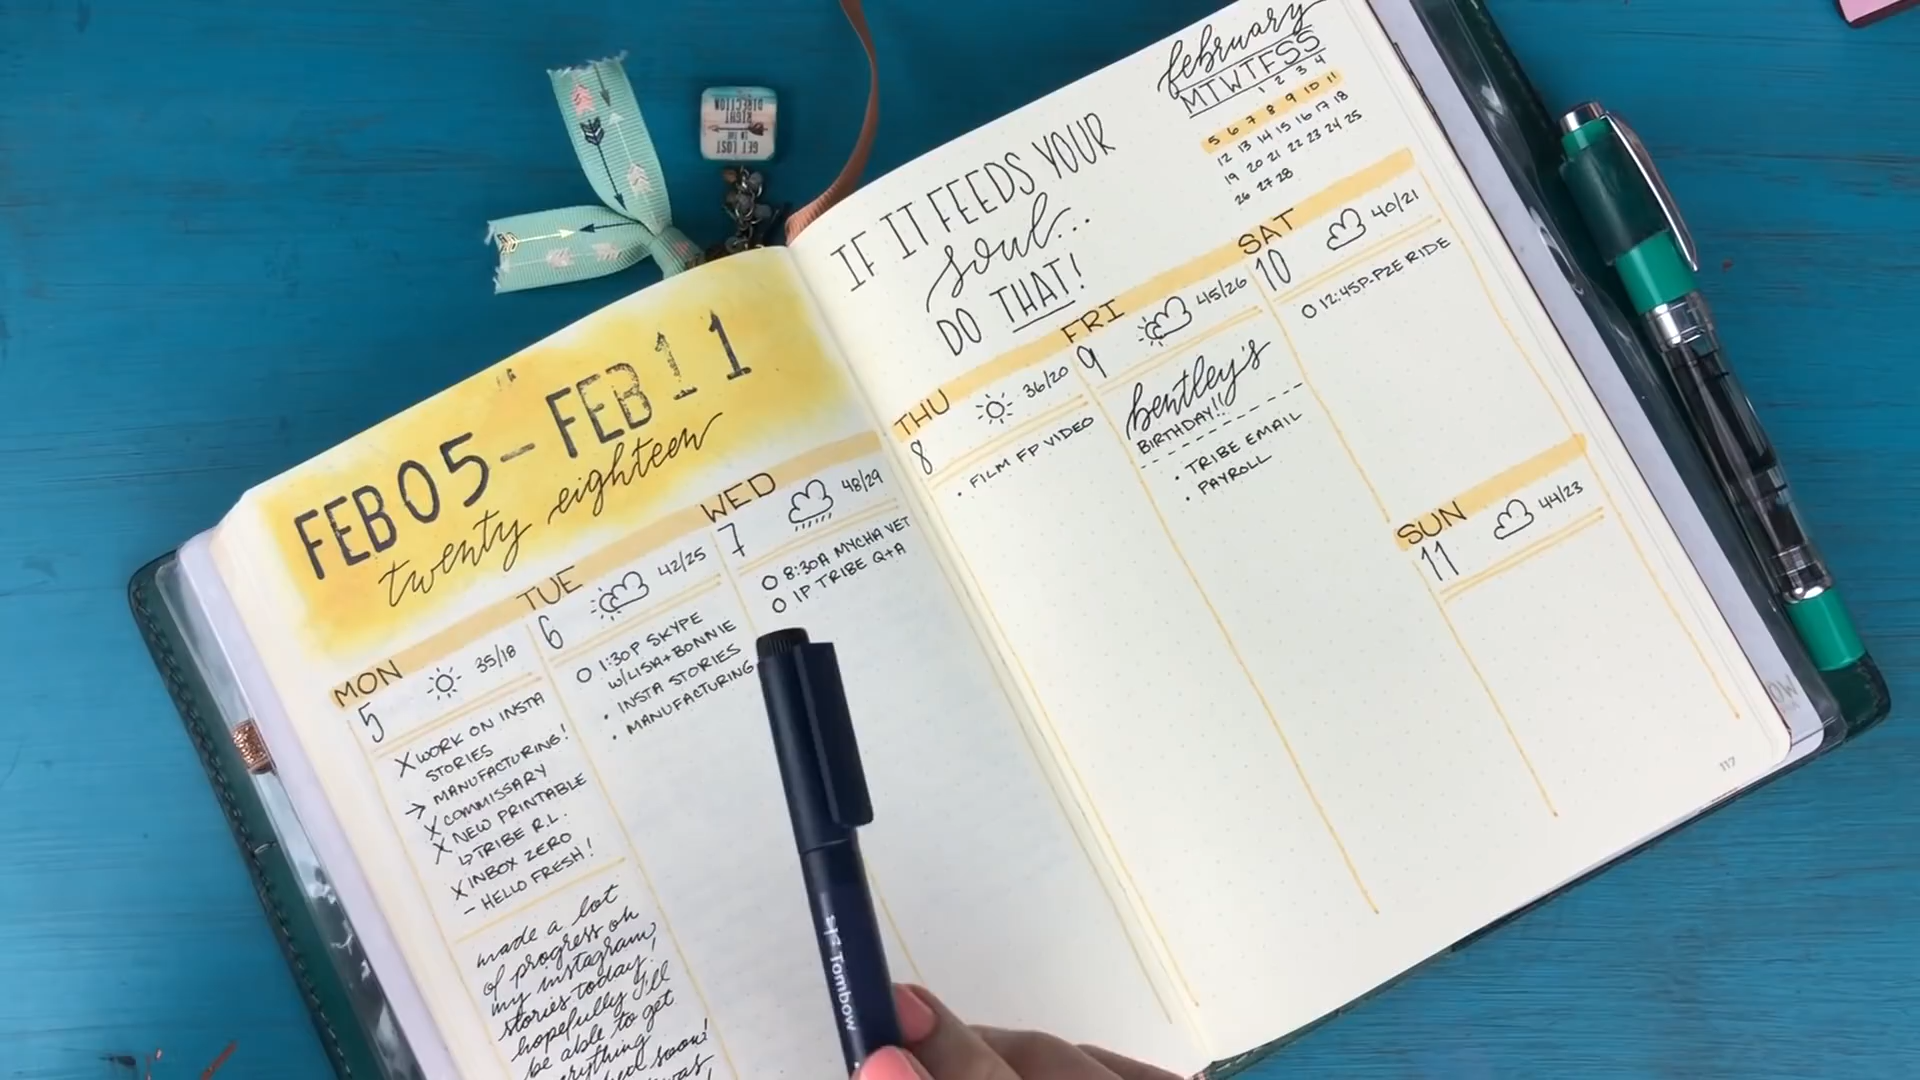 FEB 05 - FEB 11
twenty eighteen
MON
5
35/18
X WORK ON INSTA
STORIES
→ MANUFACTURING!
X COMMISSARY
X NEW PRINTABLE
↳ TRIBE R.L.
X INBOX ZERO
- HELLO FRESH!
made a lot
of progress on
my instagram
stories today!
hopefully I'll
be able to get
soon!
was
TUE
6
42/25
O 1:30P SKYPE
W/LISA+BONNIE
• INSTA STORIES
• MANUFACTURING
WED
7
48/29
O 8:30A MYCHA VET
O 1P TRIBE Q+A
IF IT FEEDS YOUR
soul...
DO THAT!
february
M T W T F S S
1 2 3 4
5 6 7 8 9 10 11
12 13 14 15 16 17 18
19 20 21 22 23 24 25
26 27 28
THU
8
36/20
• FILM FP VIDEO
FRI
9
45/26
bentley's
BIRTHDAY!!
• TRIBE EMAIL
• PAYROLL
SAT
10
40/21
O 12:45P-P2E RIDE
SUN
11
44/23
117
GET LOST
IN THE
RIGHT
DIRECTION
Tombow